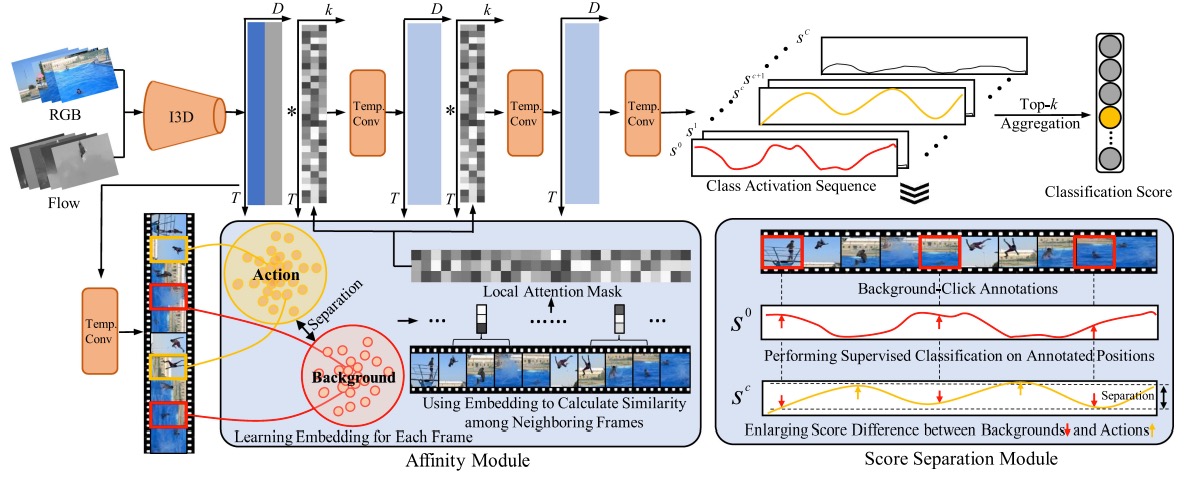 D
k
D
k
D
RGB
Flow
I3D
*
Temp.
Conv
*
Temp.
Conv
Temp.
Conv
T
T
T
T
T
s^C
s^{c+1}
s^c
s^1
s^0
Class Activation Sequence
Top-k
Aggregation
Classification Score
Temp.
Conv
Action
Separation
Background
Learning Embedding for Each Frame
Local Attention Mask
Using Embedding to Calculate Similarity
among Neighboring Frames
Affinity Module
Background-Click Annotations
S^0
Performing Supervised Classification on Annotated Positions
S^c
Separation
Enlarging Score Difference between Backgrounds and Actions
Score Separation Module